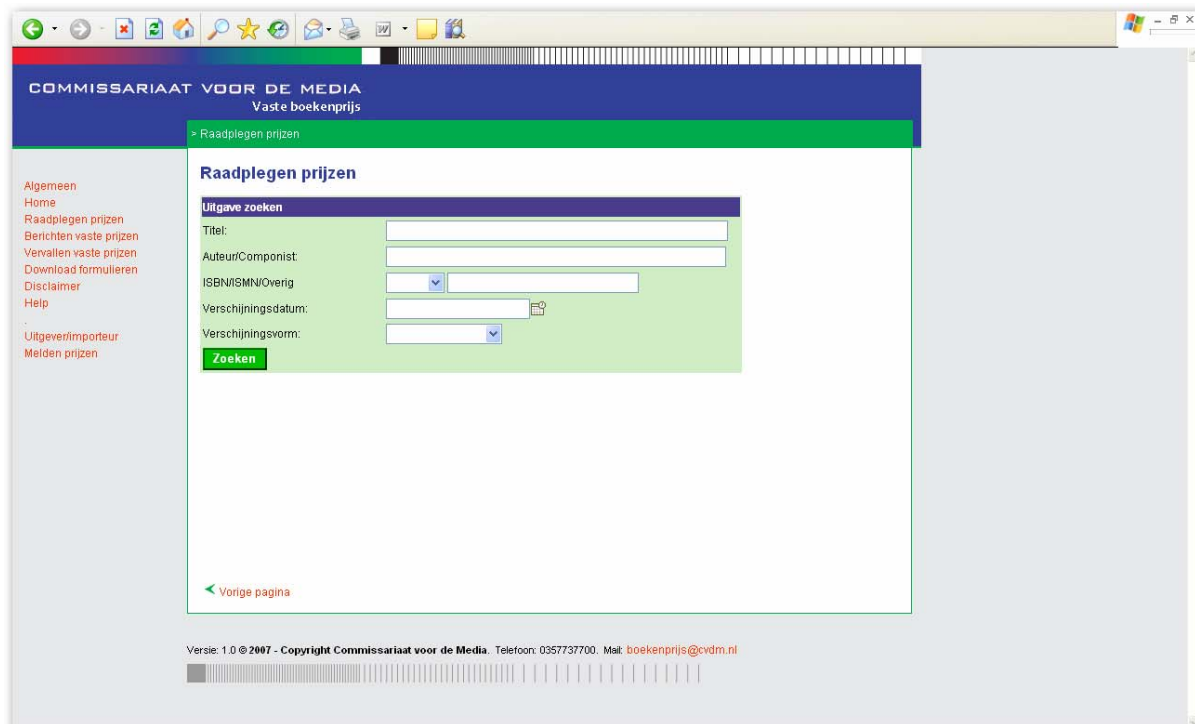 COMMISSARIAAT VOOR DE MEDIA
Vaste boekenprijs
> Raadplegen prijzen
Algemeen
Home
Raadplegen prijzen
Berichten vaste prijzen
Vervallen vaste prijzen
Download formulieren
Disclaimer
Help
.
Uitgever/importeur
Melden prijzen
Raadplegen prijzen
Uitgave zoeken
Titel:
Auteur/Componist:
ISBN/ISMN/Overig
Verschijningsdatum:
Verschijningsvorm:
Zoeken
Vorige pagina
Versie: 1.0 © 2007 - Copyright Commissariaat voor de Media. Telefoon: 0357737700. Mail: boekenprijs@cvdm.nl